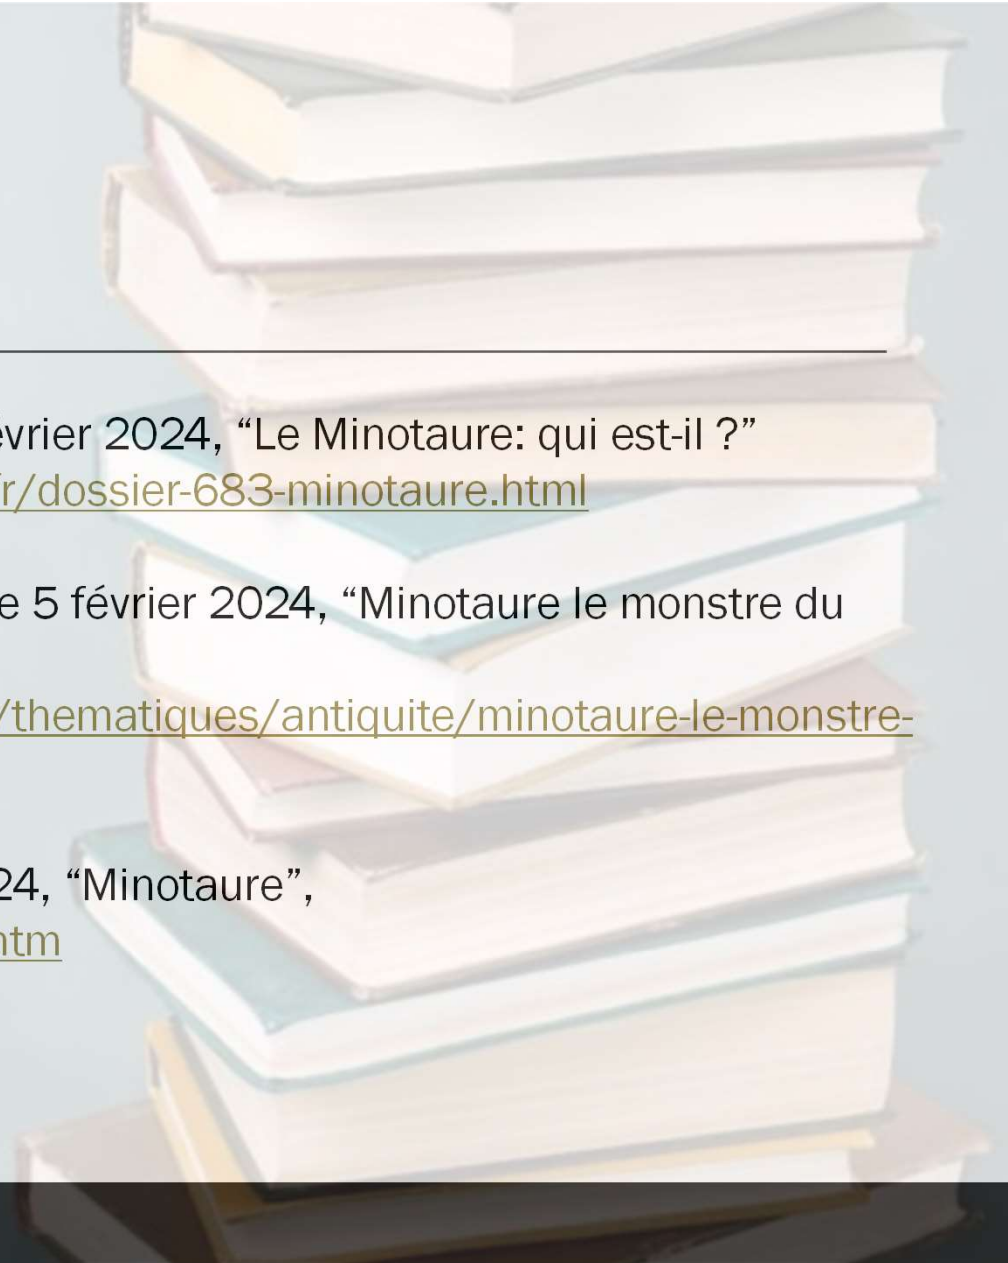 évrier 2024, “Le Minotaure: qui est-il ?”
r/dossier-683-minotaure.html
e 5 février 2024, “Minotaure le monstre du
/thematiques/antiquite/minotaure-le-monstre-
24, “Minotaure”,
htm